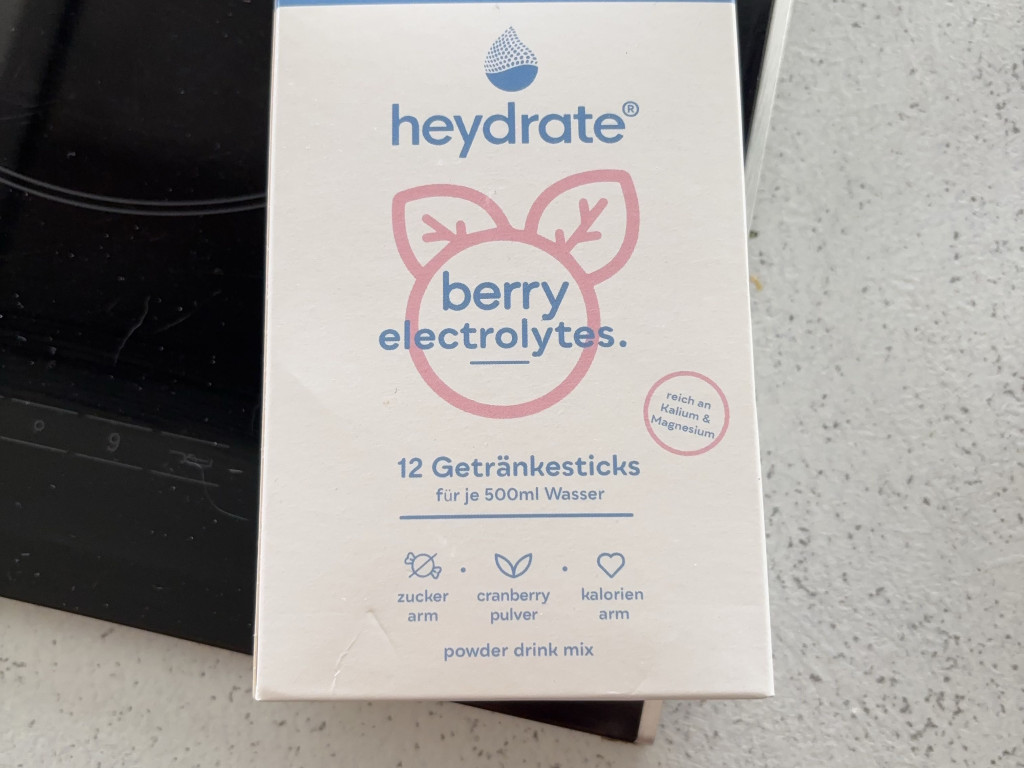 heydrate®
berry
electrolytes.
reich an
Kalium &
Magnesium
12 Getränkesticks
für je 500ml Wasser
zucker
arm
cranberry
pulver
kalorien
arm
powder drink mix